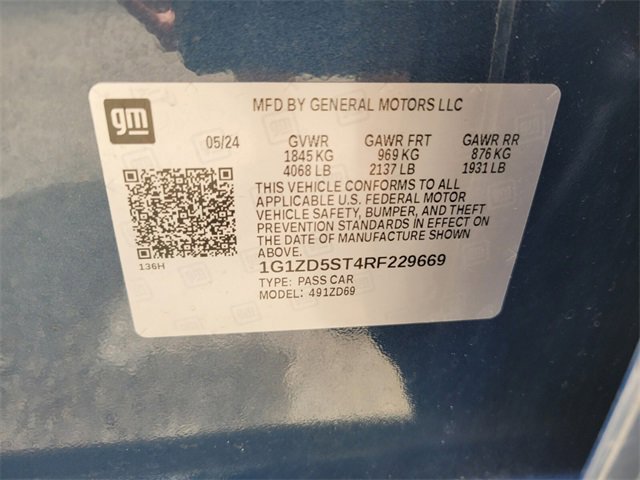 gm
MFD BY GENERAL MOTORS LLC
05/24 GVWR GAWR FRT GAWR RR
1845 KG 969 KG 876 KG
4068 LB 2137 LB 1931 LB
THIS VEHICLE CONFORMS TO ALL
APPLICABLE U.S. FEDERAL MOTOR
VEHICLE SAFETY, BUMPER, AND THEFT
PREVENTION STANDARDS IN EFFECT ON
THE DATE OF MANUFACTURE SHOWN
ABOVE.
136H
1G1ZD5ST4RF229669
TYPE: PASS CAR
MODEL: 491ZD69